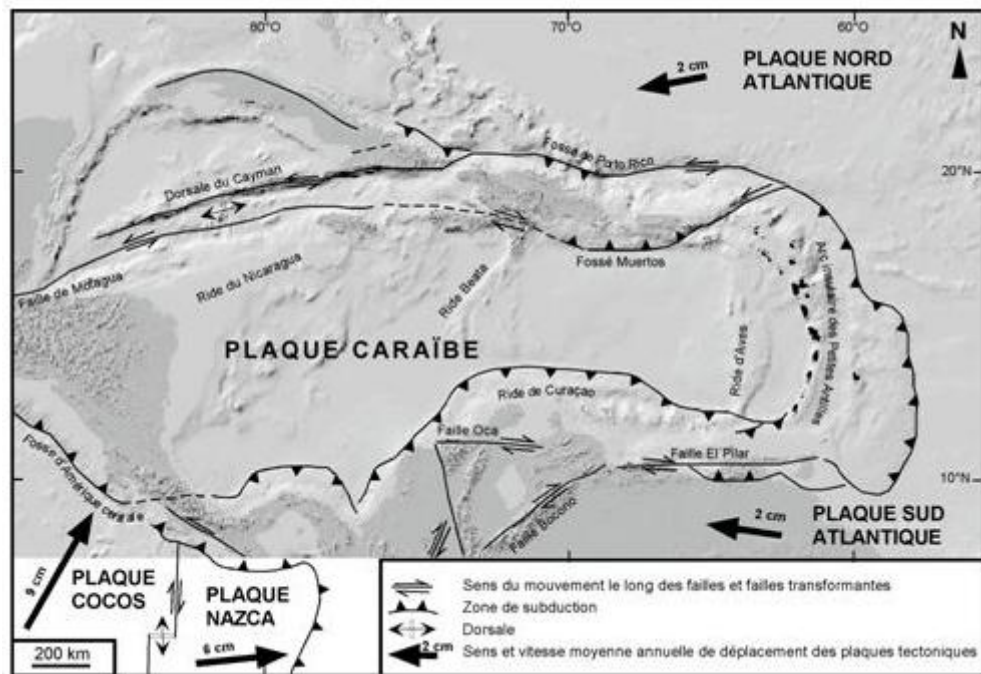 80°O
70°O
60°O
N
2 cm
PLAQUE NORD
ATLANTIQUE
Fossé de Porto Rico
20°N
Dorsale du Cayman
Fossé Muertos
Faille de Motagua
Ride du Nicaragua
Ride Beata
Arc insulaire des Petites Antilles
Ride d'Aves
PLAQUE CARAÏBE
Ride de Curaçao
Faille Oca
Faille El Pilar
Fosse d'Amérique centrale
10°N
Faille Bocono
2 cm
PLAQUE SUD
ATLANTIQUE
9 cm
PLAQUE
COCOS
PLAQUE
NAZCA
6 cm
200 km
Sens du mouvement le long des failles et failles transformantes
Zone de subduction
Dorsale
2 cm
Sens et vitesse moyenne annuelle de déplacement des plaques tectoniques